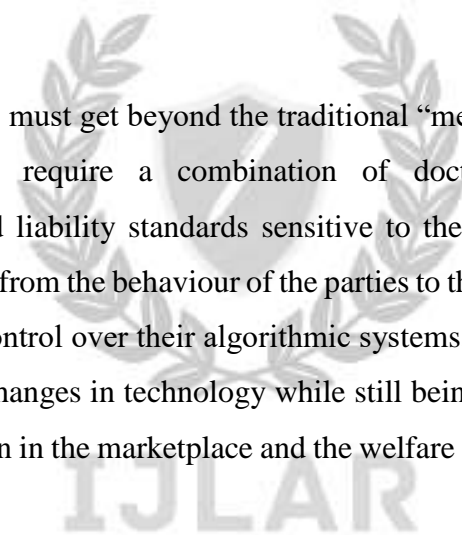 must get beyond the traditional “me
require a combination of doct
l liability standards sensitive to the
from the behaviour of the parties to th
ontrol over their algorithmic systems
hanges in technology while still bein
n in the marketplace and the welfare
IJLAR